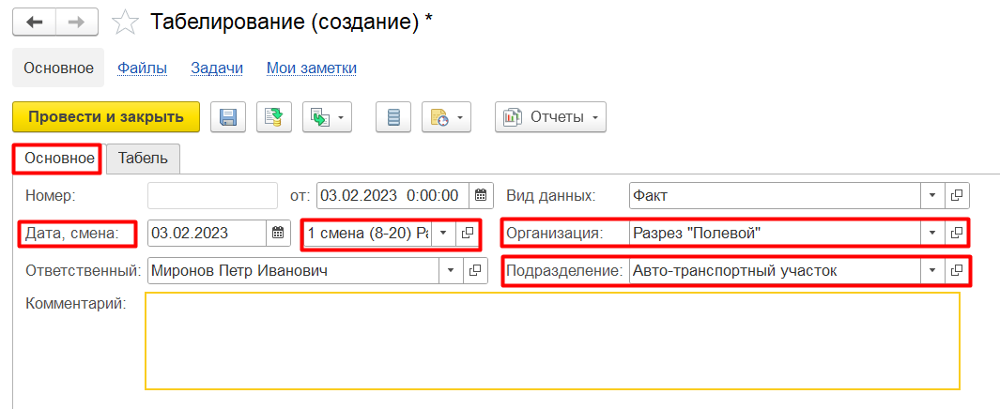 Табелирование (создание) *
Основное Файлы Задачи Мои заметки
Провести и закрыть Отчеты
Основное Табель
Номер: от: 03.02.2023 0:00:00 Вид данных: Факт
Дата, смена: 03.02.2023 1 смена (8-20) Ра Организация: Разрез "Полевой"
Ответственный: Миронов Петр Иванович Подразделение: Авто-транспортный участок
Комментарий: